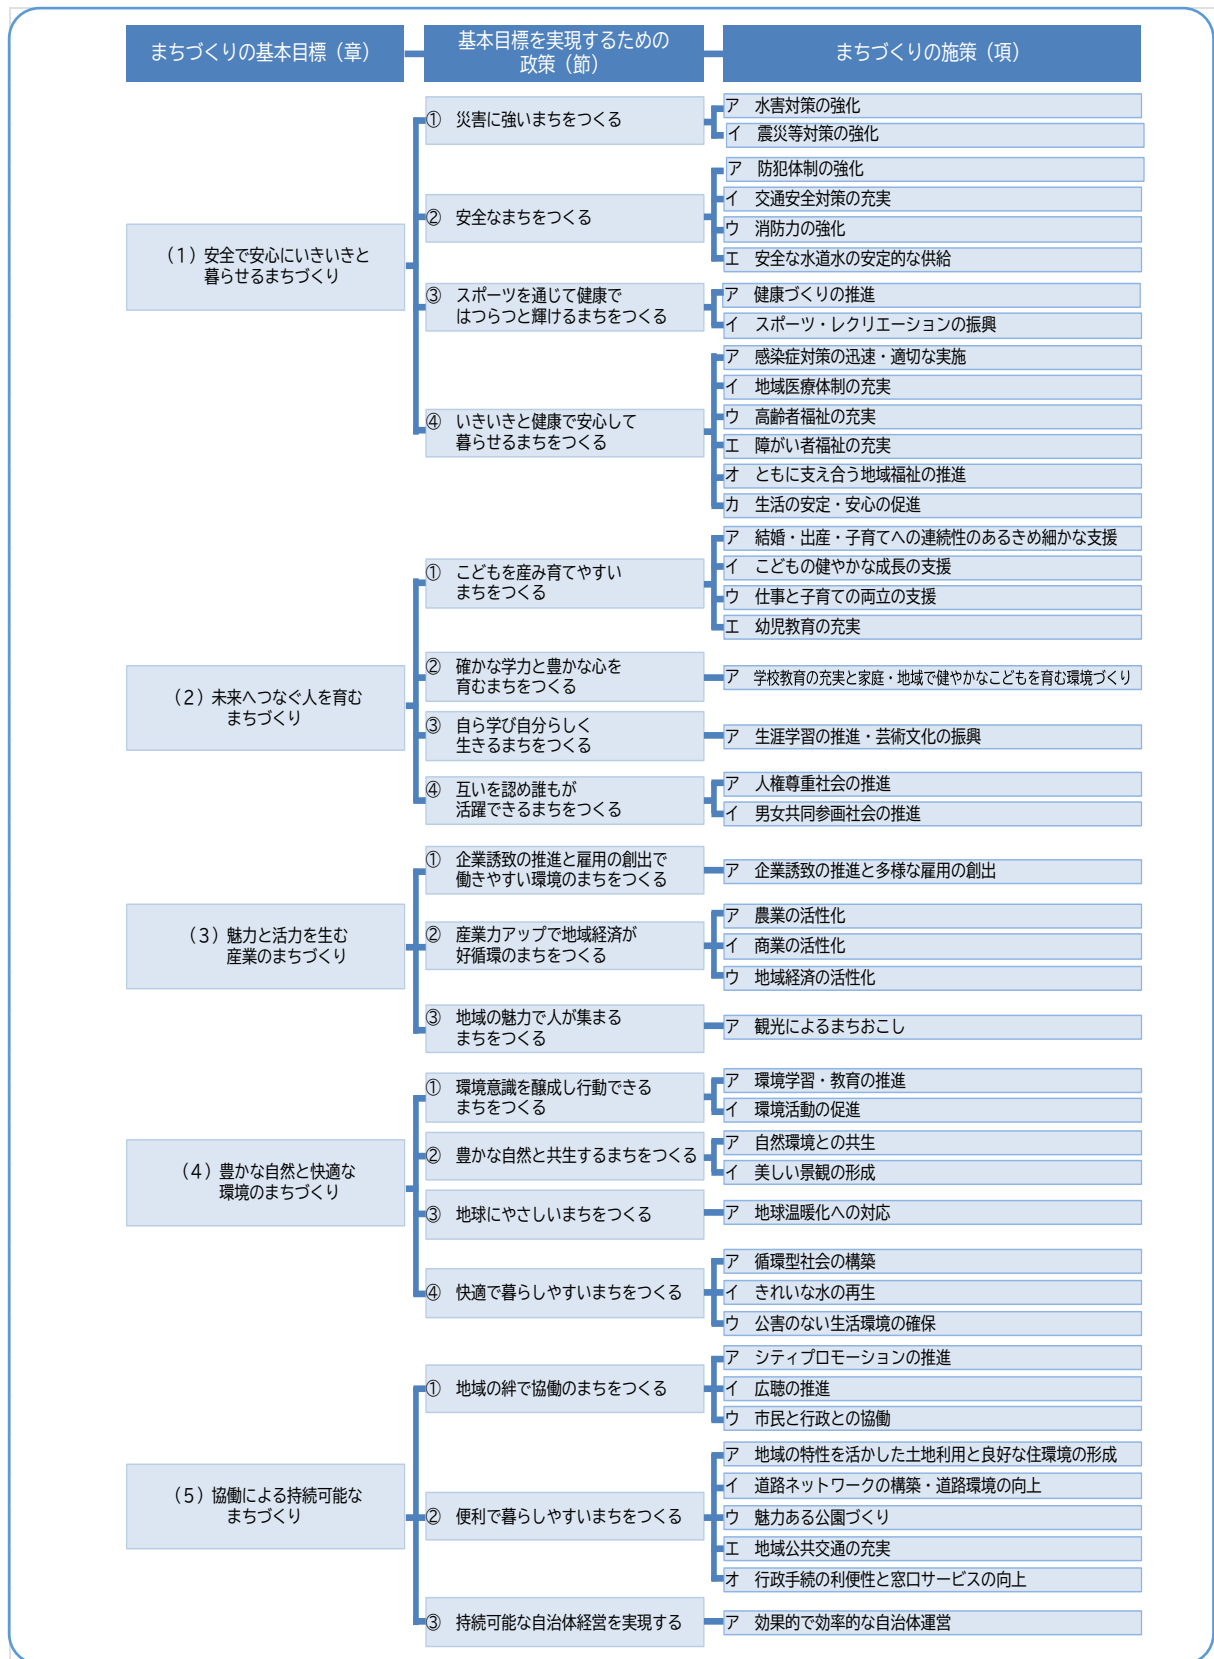 まちづくりの基本目標（章）
基本目標を実現するための
政策（節）
まちづくりの施策（項）
（１）安全で安心にいきいきと
暮らせるまちづくり
① 災害に強いまちをつくる
ア 水害対策の強化
イ 震災等対策の強化
② 安全なまちをつくる
ア 防犯体制の強化
イ 交通安全対策の充実
ウ 消防力の強化
エ 安全な水道水の安定的な供給
③ スポーツを通じて健康で
はつらつと輝けるまちをつくる
ア 健康づくりの推進
イ スポーツ・レクリエーションの振興
④ いきいきと健康で安心して
暮らせるまちをつくる
ア 感染症対策の迅速・適切な実施
イ 地域医療体制の充実
ウ 高齢者福祉の充実
エ 障がい者福祉の充実
オ ともに支え合う地域福祉の推進
カ 生活の安定・安心の促進
（２）未来へつなぐ人を育む
まちづくり
① こどもを産み育てやすい
まちをつくる
ア 結婚・出産・子育てへの連続性のあるきめ細かな支援
イ こどもの健やかな成長の支援
ウ 仕事と子育ての両立の支援
エ 幼児教育の充実
② 確かな学力と豊かな心を
育むまちをつくる
ア 学校教育の充実と家庭・地域で健やかなこどもを育む環境づくり
③ 自ら学び自分らしく
生きるまちをつくる
ア 生涯学習の推進・芸術文化の振興
④ 互いを認め誰もが
活躍できるまちをつくる
ア 人権尊重社会の推進
イ 男女共同参画社会の推進
（３）魅力と活力を生む
産業のまちづくり
① 企業誘致の推進と雇用の創出で
働きやすい環境のまちをつくる
ア 企業誘致の推進と多様な雇用の創出
② 産業力アップで地域経済が
好循環のまちをつくる
ア 農業の活性化
イ 商業の活性化
ウ 地域経済の活性化
③ 地域の魅力で人が集まる
まちをつくる
ア 観光によるまちおこし
（４）豊かな自然と快適な
環境のまちづくり
① 環境意識を醸成し行動できる
まちをつくる
ア 環境学習・教育の推進
イ 環境活動の促進
② 豊かな自然と共生するまちをつくる
ア 自然環境との共生
イ 美しい景観の形成
③ 地球にやさしいまちをつくる
ア 地球温暖化への対応
④ 快適で暮らしやすいまちをつくる
ア 循環型社会の構築
イ きれいな水の再生
ウ 公害のない生活環境の確保
（５）協働による持続可能な
まちづくり
① 地域の絆で協働のまちをつくる
ア シティプロモーションの推進
イ 広聴の推進
ウ 市民と行政との協働
② 便利で暮らしやすいまちをつくる
ア 地域の特性を活かした土地利用と良好な住環境の形成
イ 道路ネットワークの構築・道路環境の向上
ウ 魅力ある公園づくり
エ 地域公共交通の充実
オ 行政手続の利便性と窓口サービスの向上
③ 持続可能な自治体経営を実現する
ア 効果的で効率的な自治体運営